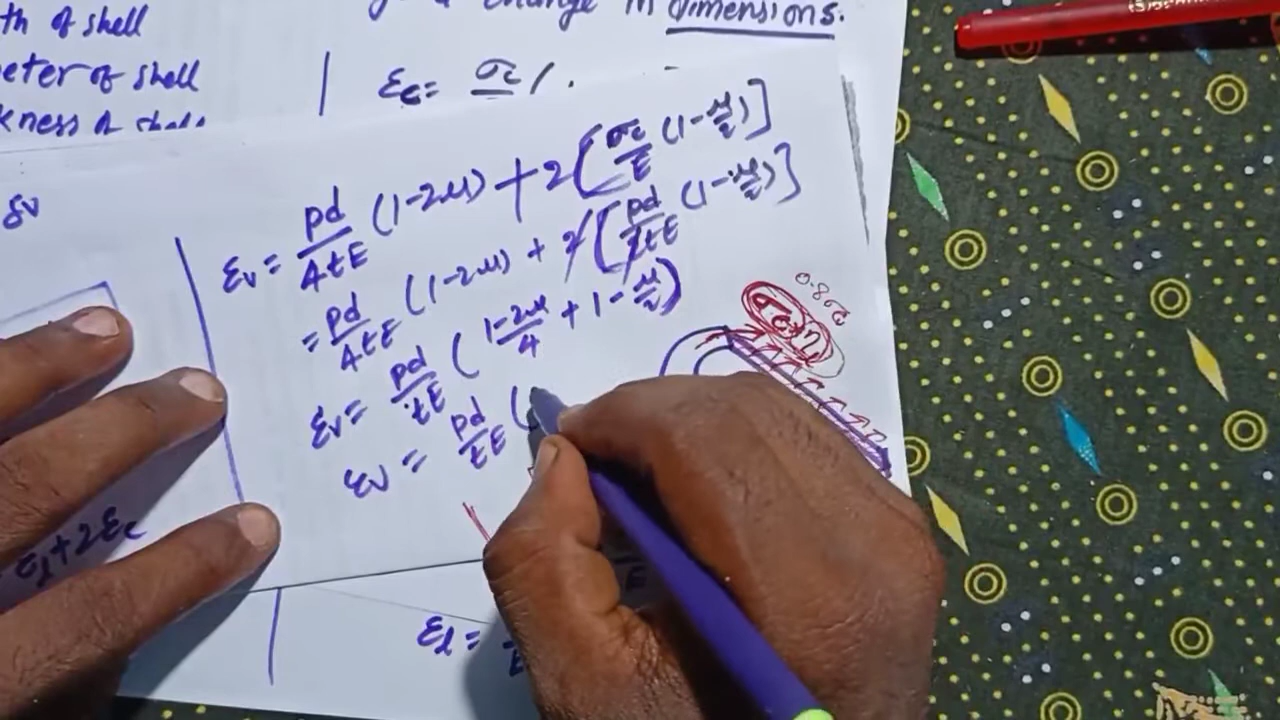 th of shell
eter of shell
kness of shell
change in dimensions.
εc = σc / .
δv
εv = pd/4tE (1-2μ) + 2[σc/E (1-μ/2)]
= pd/4tE (1-2μ) + 2[pd/2tE (1-μ/2)]
εv = pd/tE (1-2μ/4 + 1-μ/2)
εv = pd/tE (
0.8
εl+2εc
εl =
E